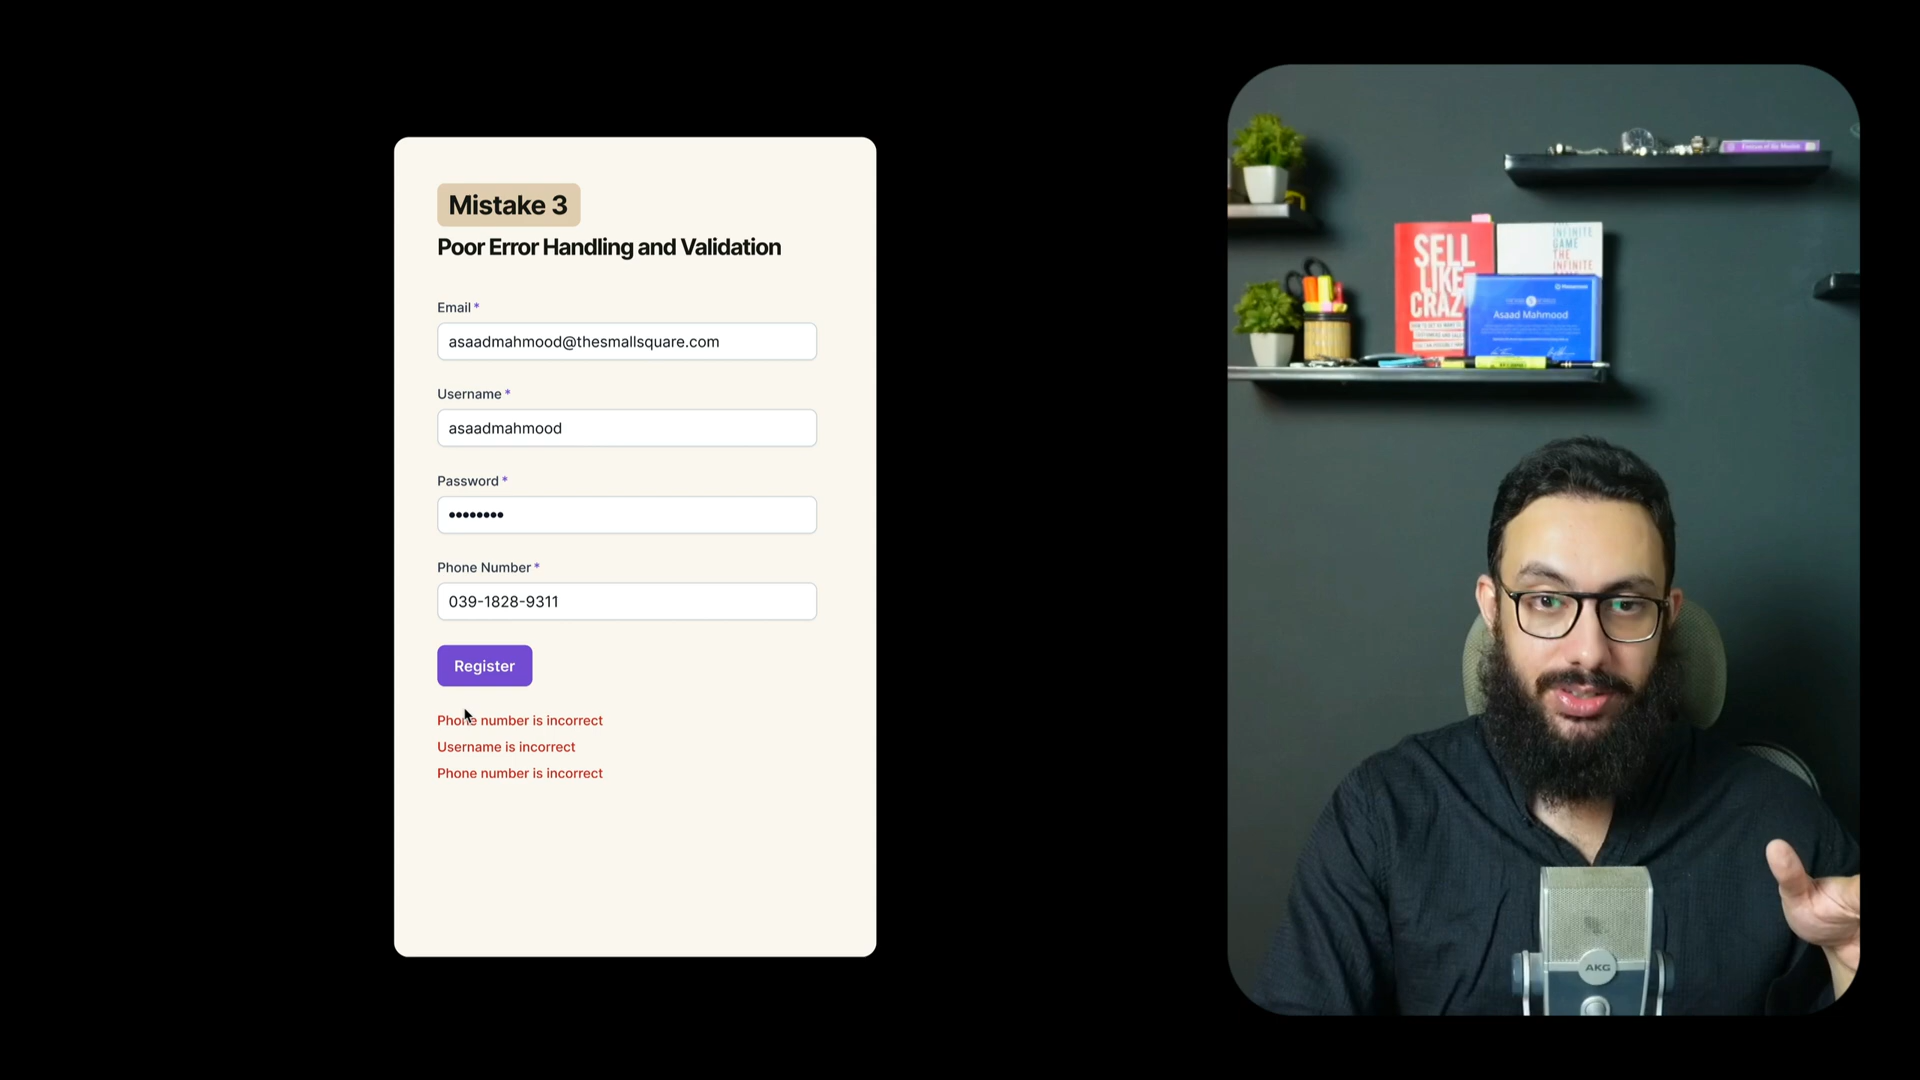 Mistake 3
Poor Error Handling and Validation
Email *
asaadmahmood@thesmallsquare.com
Username *
asaadmahmood
Password *
••••••••
Phone Number *
039-1828-9311
Register
Phone number is incorrect
Username is incorrect
Phone number is incorrect
SELL
LIKE
CRAZ
INFINITE
GAME
THE
INFINITE
Asaad Mahmood
AKG